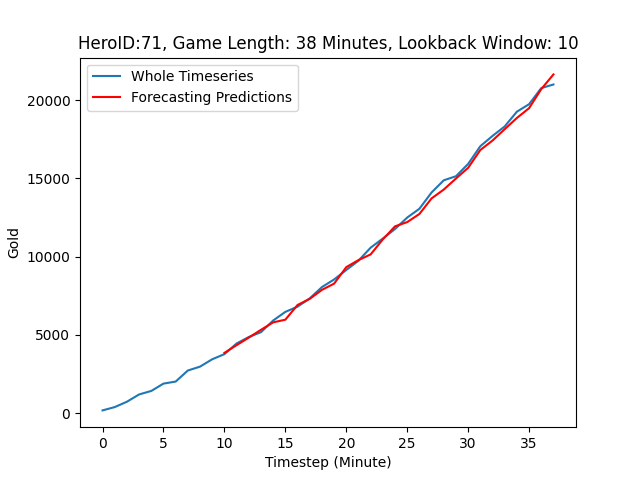 HeroID:71, Game Length: 38 Minutes, Lookback Window: 10
Whole Timeseries
Forecasting Predictions
20000
15000
10000
5000
0
Gold
0 5 10 15 20 25 30 35
Timestep (Minute)